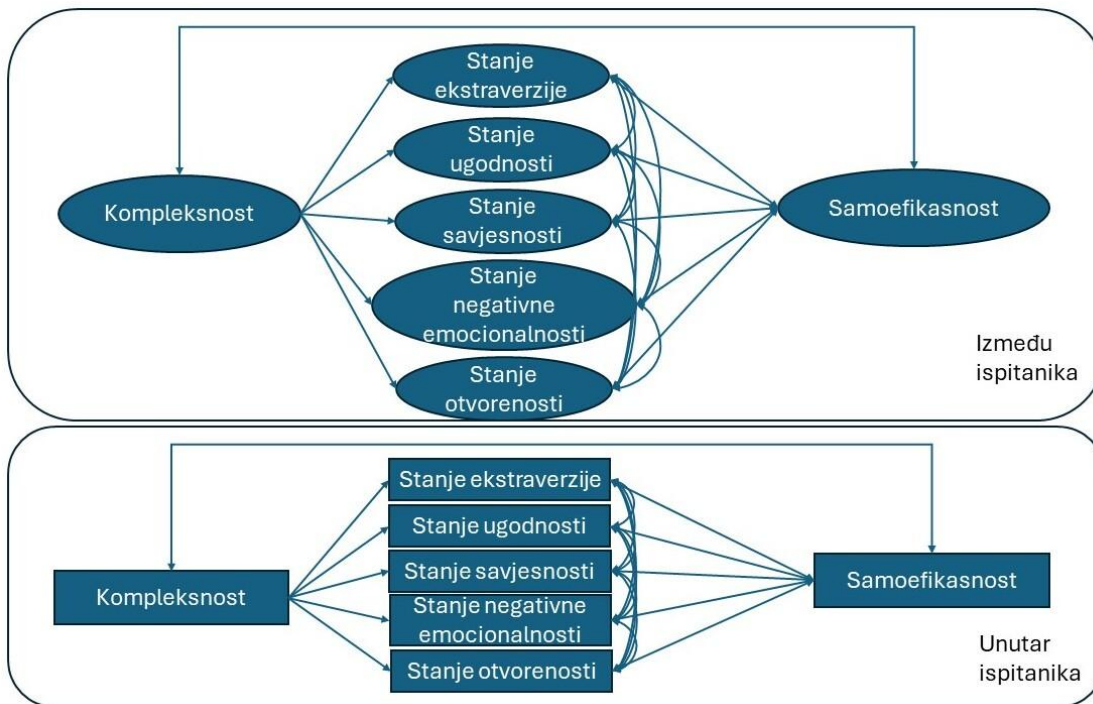 Stanje
ekstraverzije
Stanje
ugodnosti
Kompleksnost
Stanje
savjesnosti
Samoefikasnost
Stanje
negativne
emocionalnosti
Stanje
otvorenosti
Između
ispitanika
Stanje ekstraverzije
Stanje ugodnosti
Stanje savjesnosti
Kompleksnost
Samoefikasnost
Stanje negativne
emocionalnosti
Stanje otvorenosti
Unutar
ispitanika